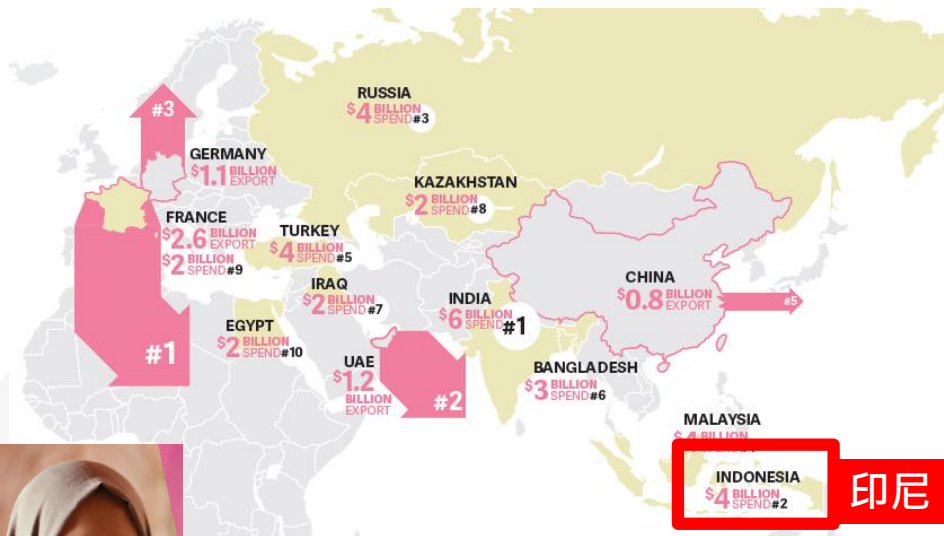 #3
RUSSIA
$4 BILLION
SPEND #3
GERMANY
$1.1 BILLION
EXPORT
KAZAKHSTAN
$2 BILLION
SPEND #8
FRANCE
$2.6 BILLION
EXPORT
$2 BILLION
SPEND #9
TURKEY
$4 BILLION
SPEND #5
IRAQ
$2 BILLION
SPEND #7
INDIA
$6 BILLION
SPEND #1
CHINA
$0.8 BILLION
EXPORT
#5
EGYPT
$2 BILLION
SPEND #10
#1
UAE
$1.2
BILLION
EXPORT
#2
BANGLADESH
$3 BILLION
SPEND #6
MALAYSIA
$4 BILLION
INDONESIA
$4 BILLION
SPEND #2
印尼